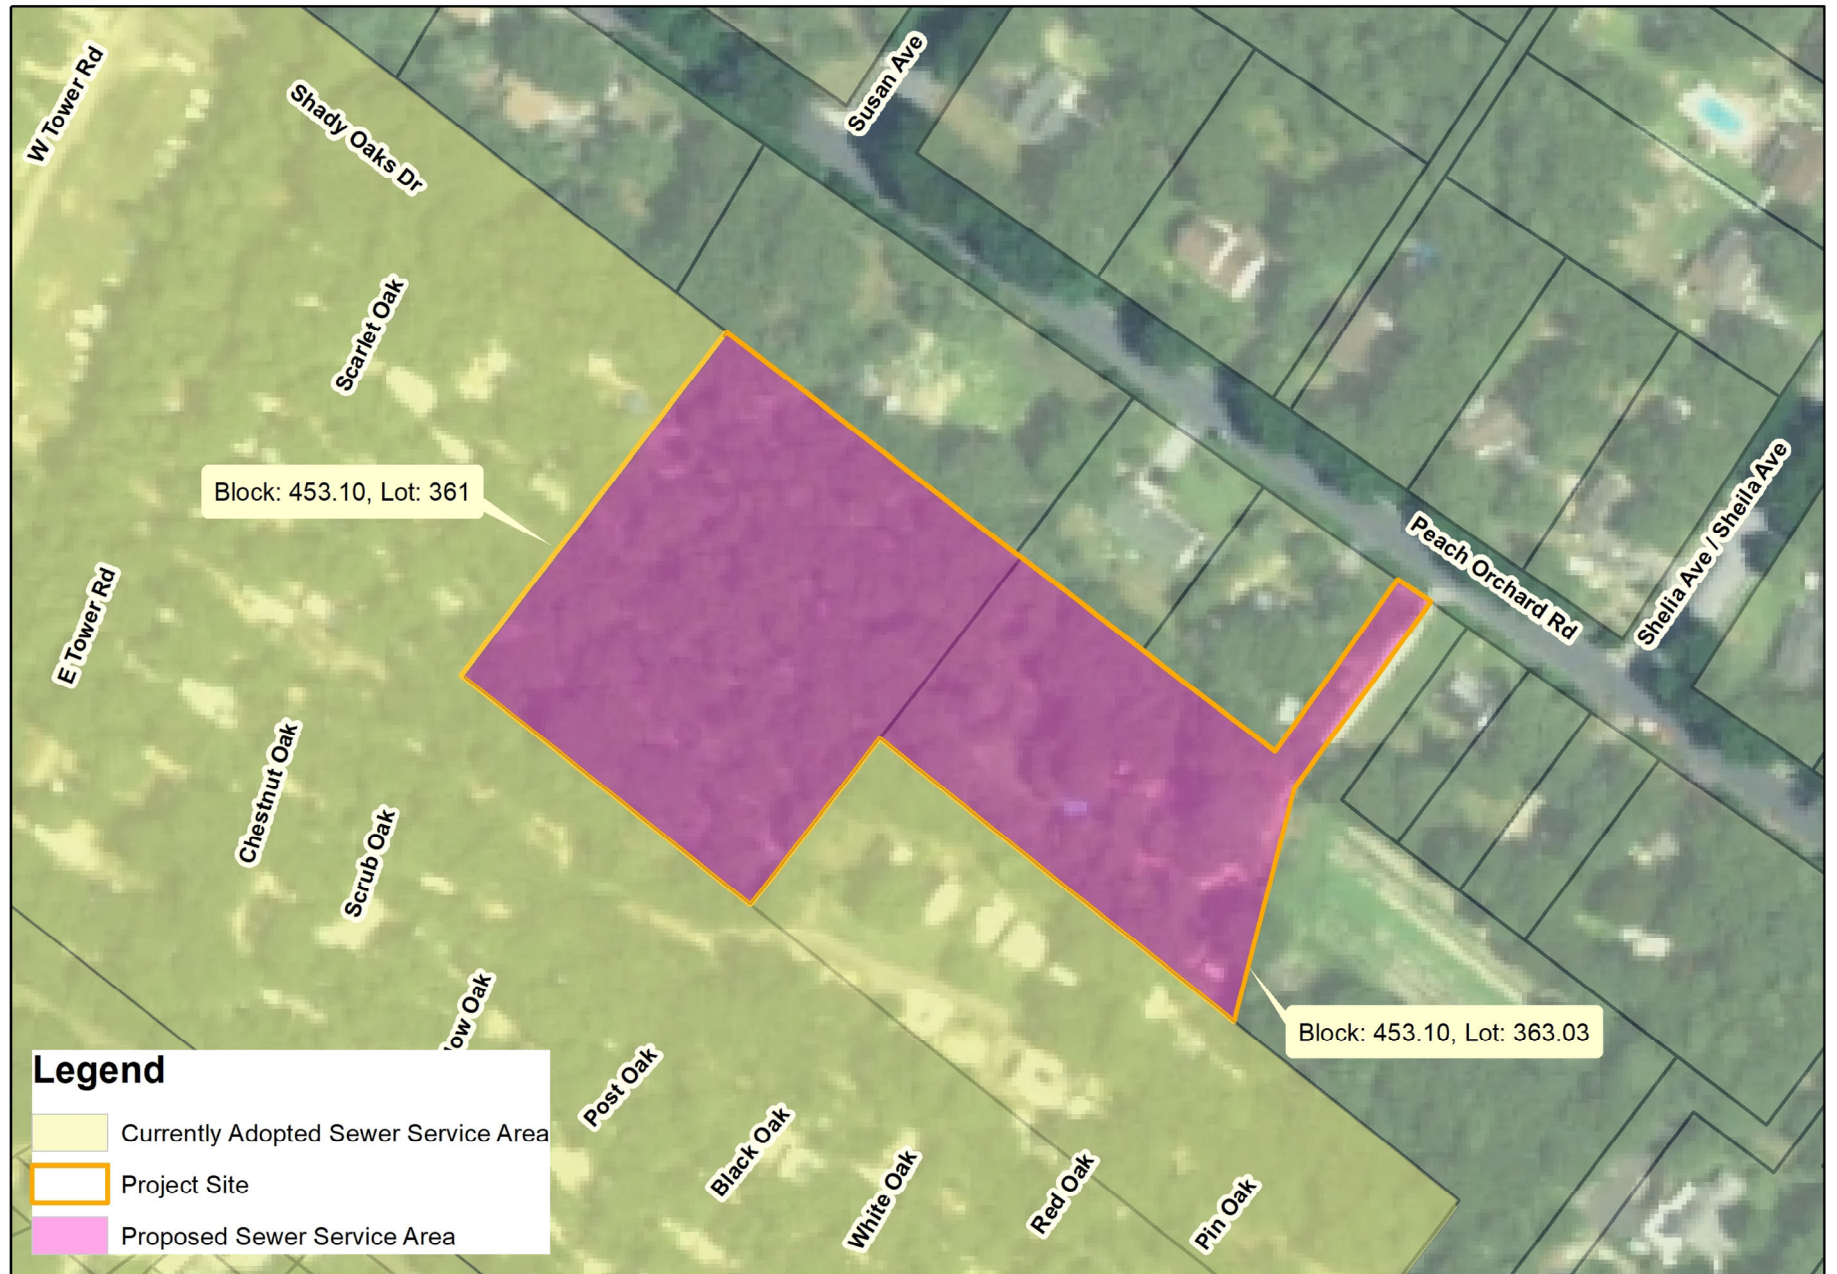 W Tower Rd
Shady Oaks Dr
Susan Ave
Scarlet Oak
Block: 453.10, Lot: 361
Peach Orchard Rd
Shelia Ave / Sheila Ave
E Tower Rd
Chestnut Oak
Scrub Oak
Block: 453.10, Lot: 363.03
low Oak
Post Oak
Black Oak
White Oak
Red Oak
Pin Oak
Legend
Currently Adopted Sewer Service Area
Project Site
Proposed Sewer Service Area